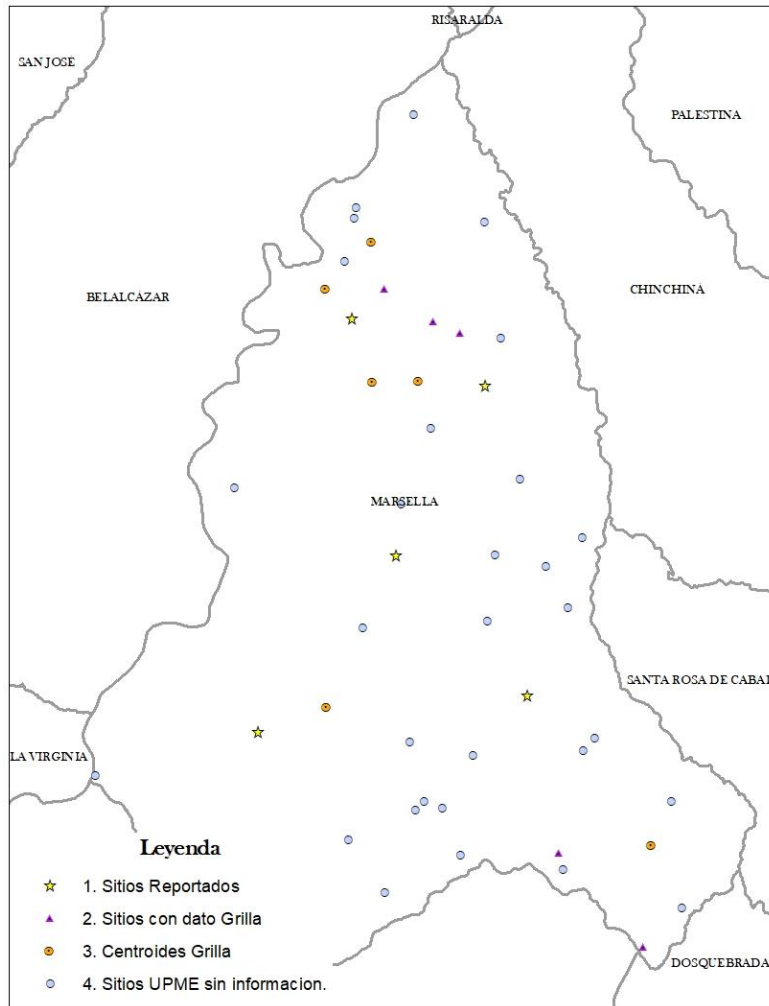 RISARALDA
SAN JOSE
PALESTINA
BELALCÁZAR
CHINCHINA
MARSELLA
SANTA ROSA DE CABAL
LA VIRGINIA
Leyenda
1. Sitios Reportados
2. Sitios con dato Grilla
3. Centroides Grilla
4. Sitios UPME sin informacion.
DOSQUEBRADA